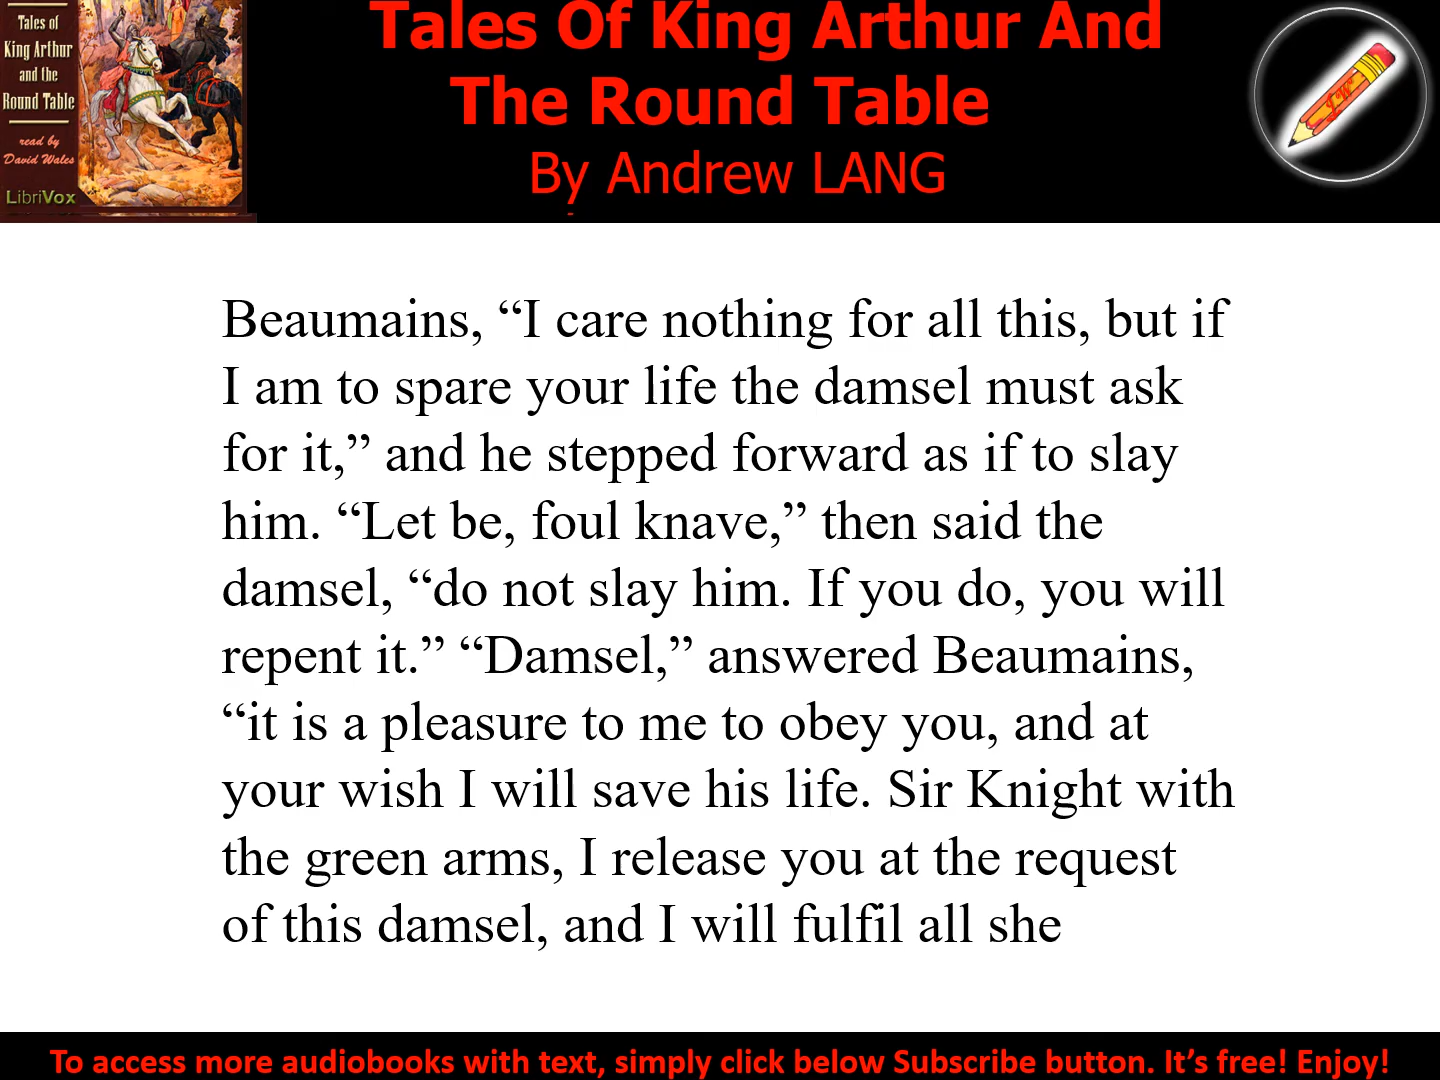 Tales of
King Arthur
and the
Round Table
read by
David Wales
LibriVox
Tales Of King Arthur And
The Round Table
By Andrew LANG
Beaumains, “I care nothing for all this, but if
I am to spare your life the damsel must ask
for it,” and he stepped forward as if to slay
him. “Let be, foul knave,” then said the
damsel, “do not slay him. If you do, you will
repent it.” “Damsel,” answered Beaumains,
“it is a pleasure to me to obey you, and at
your wish I will save his life. Sir Knight with
the green arms, I release you at the request
of this damsel, and I will fulfil all she
To access more audiobooks with text, simply click below Subscribe button. It’s free! Enjoy!